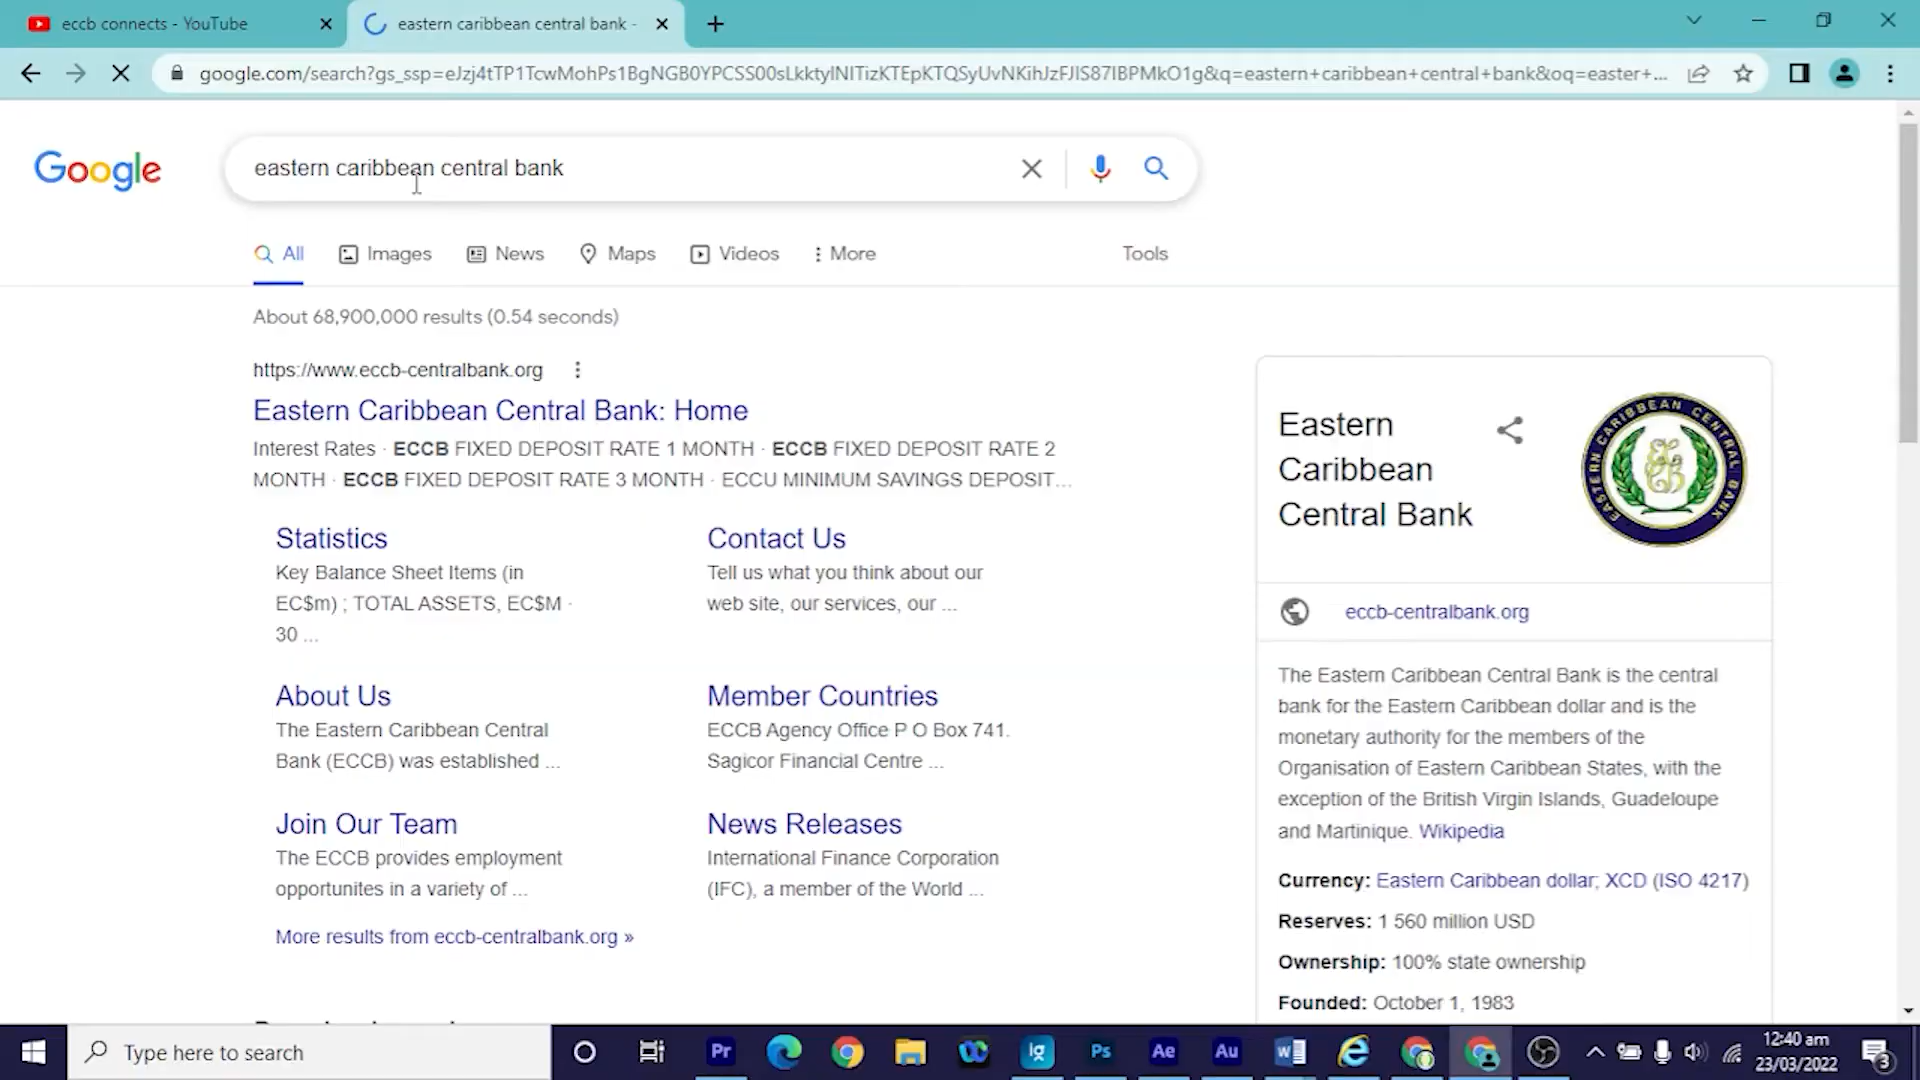 eccb connects - YouTube
eastern caribbean central bank -
Google
eastern caribbean central bank
All
Images
News
Maps
Videos
More
Tools
About 68,900,000 results (0.54 seconds)
https://www.eccb-centralbank.org
Eastern Caribbean Central Bank: Home
Interest Rates · ECCB FIXED DEPOSIT RATE 1 MONTH · ECCB FIXED DEPOSIT RATE 2
MONTH · ECCB FIXED DEPOSIT RATE 3 MONTH · ECCU MINIMUM SAVINGS DEPOSIT...
Statistics
Key Balance Sheet Items (in
EC$m) ; TOTAL ASSETS, EC$M ·
30 ...
Contact Us
Tell us what you think about our
web site, our services, our ...
About Us
The Eastern Caribbean Central
Bank (ECCB) was established ...
Member Countries
ECCB Agency Office P O Box 741.
Sagicor Financial Centre ...
Join Our Team
The ECCB provides employment
opportunites in a variety of ...
News Releases
International Finance Corporation
(IFC), a member of the World ...
More results from eccb-centralbank.org »
Eastern
Caribbean
Central Bank
EASTERN CARIBBEAN CENTRAL BANK
eccb-centralbank.org
The Eastern Caribbean Central Bank is the central
bank for the Eastern Caribbean dollar and is the
monetary authority for the members of the
Organisation of Eastern Caribbean States, with the
exception of the British Virgin Islands, Guadeloupe
and Martinique. Wikipedia
Currency: Eastern Caribbean dollar; XCD (ISO 4217)
Reserves: 1 560 million USD
Ownership: 100% state ownership
Founded: October 1, 1983
Type here to search
Pr
Ig
Ps
Ae
Au
12:40 am
23/03/2022
3